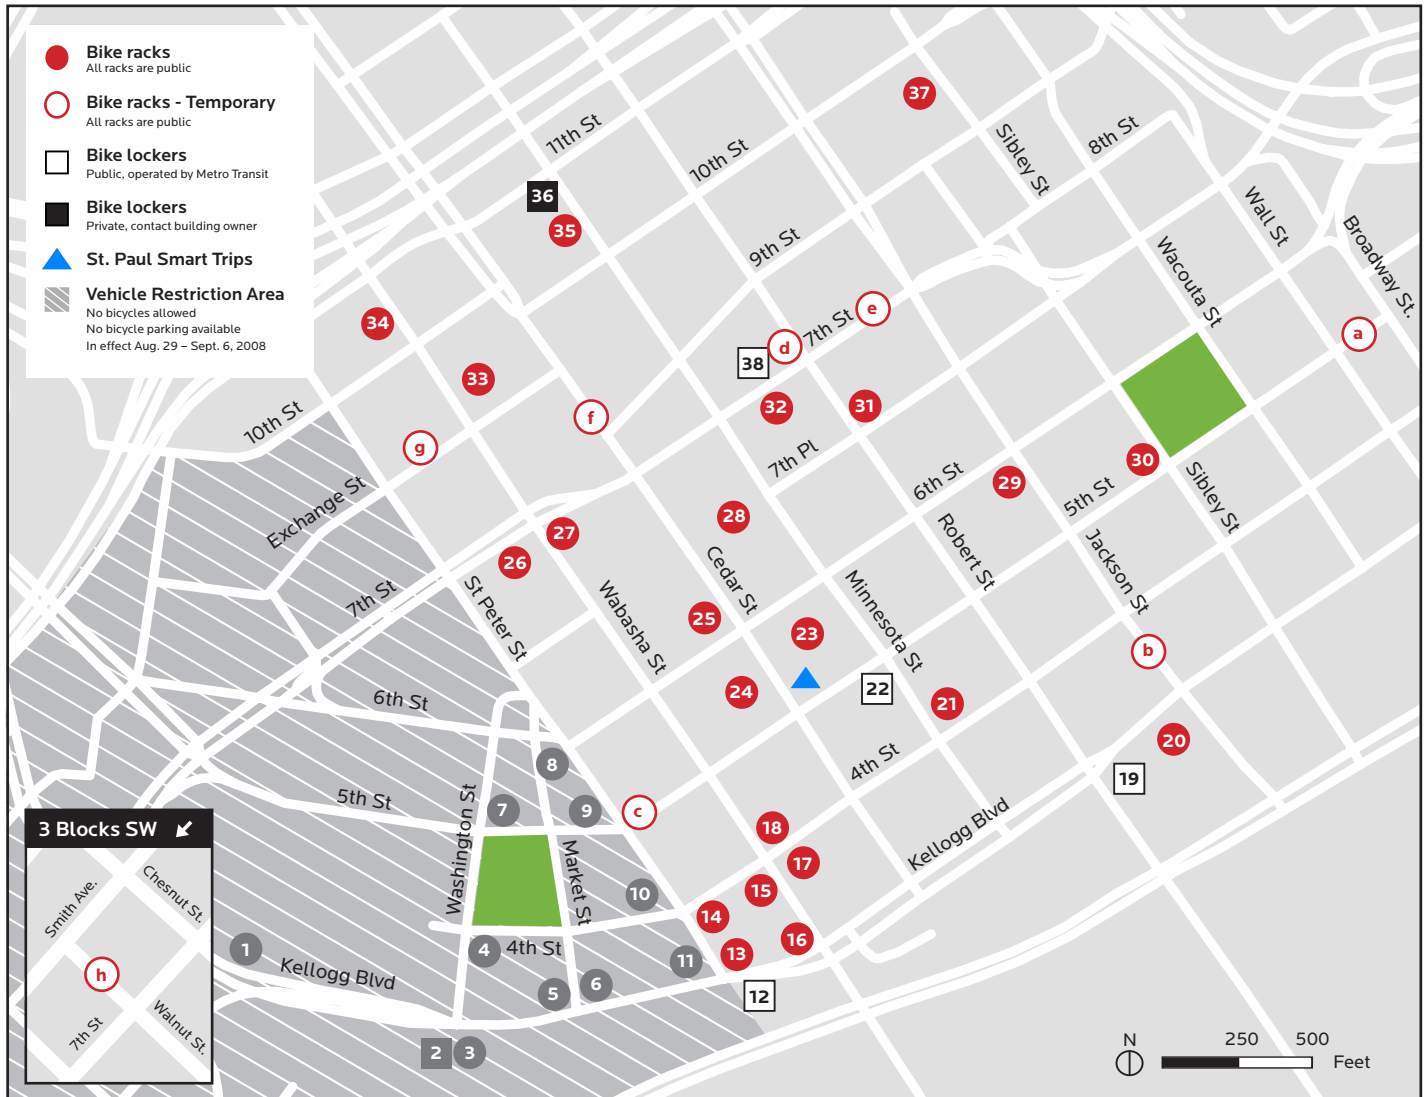 Bike racks
All racks are public
Bike racks - Temporary
All racks are public
Bike lockers
Public, operated by Metro Transit
Bike lockers
Private, contact building owner
St. Paul Smart Trips
Vehicle Restriction Area
No bicycles allowed
No bicycle parking available
In effect Aug. 29 – Sept. 6, 2008
37
11th St
10th St
Sibley St
8th St
36
35
9th St
Wall St
Wacouta St
Broadway St.
34
e
7th St
a
d
38
33
32
31
f
10th St
g
7th Pl
30
Exchange St
6th St
29
5th St
Sibley St
28
27
26
Cedar St
Robert St
Jackson St
7th St
St Peter St
Wabasha St
Minnesota St
25
23
b
6th St
24
22
21
20
8
4th St
19
5th St
7
9
c
Washington St
Market St
18
Kellogg Blvd
17
15
10
14
16
13
1
4
4th St
11
Kellogg Blvd
5
6
12
2
3
3 Blocks SW
Chesnut St.
Smith Ave.
h
7th St
Walnut St.
N
250
500
Feet